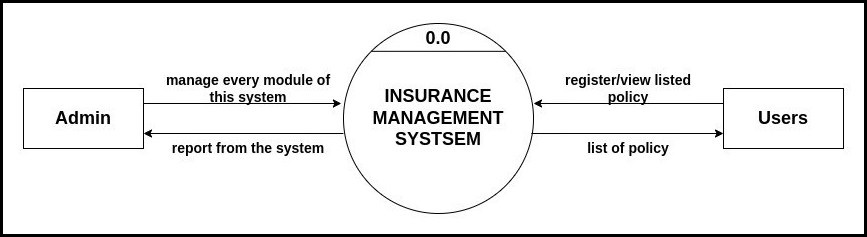 0.0
manage every module of
this system
register/view listed
policy
Admin
INSURANCE
MANAGEMENT
SYSTSEM
Users
report from the system
list of policy